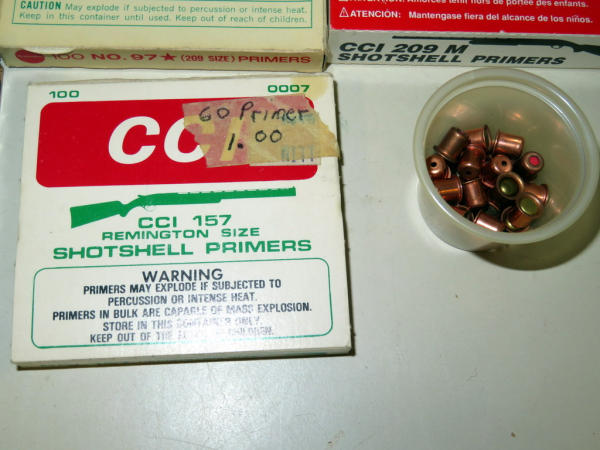 CAUTION May explode if subjected to percussion or intense heat.
Keep in this container until used. Keep out of reach of children.
100 NO. 97★ (209 SIZE) PRIMERS
fiera del alcance de los niños.
⚠ATENCIÓN: Mantengase
CCI 209 M
SHOTSHELL PRIMERS
100 0007
CC
60 Primer
1.00
CCI 157
REMINGTON SIZE
SHOTSHELL PRIMERS
WARNING
PRIMERS MAY EXPLODE IF SUBJECTED TO
PERCUSSION OR INTENSE HEAT.
PRIMERS IN BULK ARE CAPABLE OF MASS EXPLOSION.
STORE IN THIS CONTAINER ONLY.
KEEP OUT OF THE OF CHILDREN.